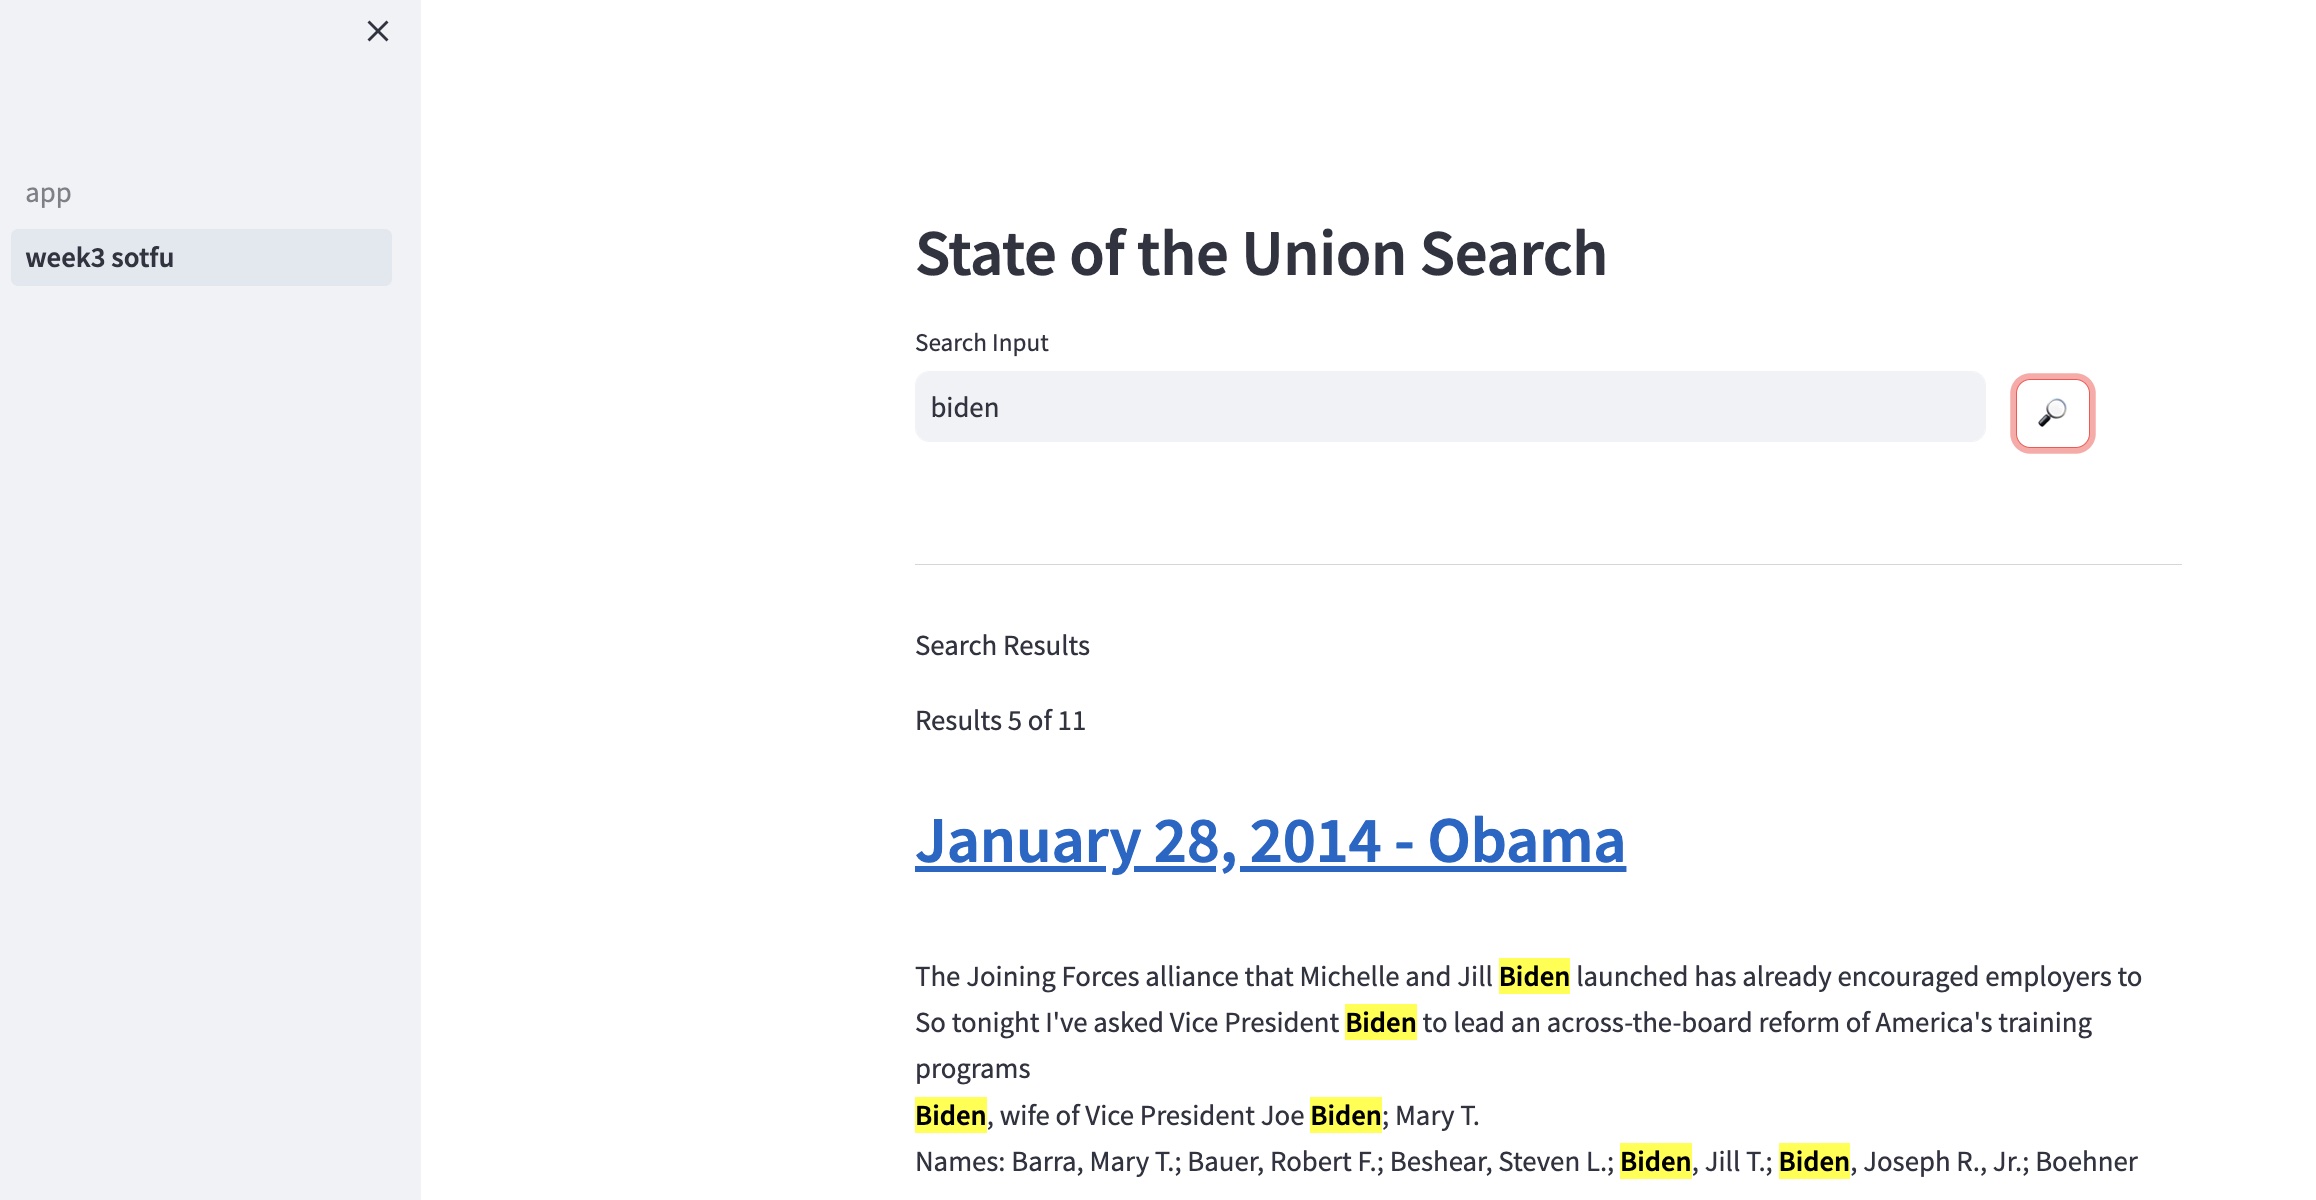 app
week3 sotfu
State of the Union Search
Search Input
biden
Search Results
Results 5 of 11
January 28, 2014 - Obama
The Joining Forces alliance that Michelle and Jill Biden launched has already encouraged employers to
So tonight I've asked Vice President Biden to lead an across-the-board reform of America's training
programs
Biden, wife of Vice President Joe Biden; Mary T.
Names: Barra, Mary T.; Bauer, Robert F.; Beshear, Steven L.; Biden, Jill T.; Biden, Joseph R., Jr.; Boehner